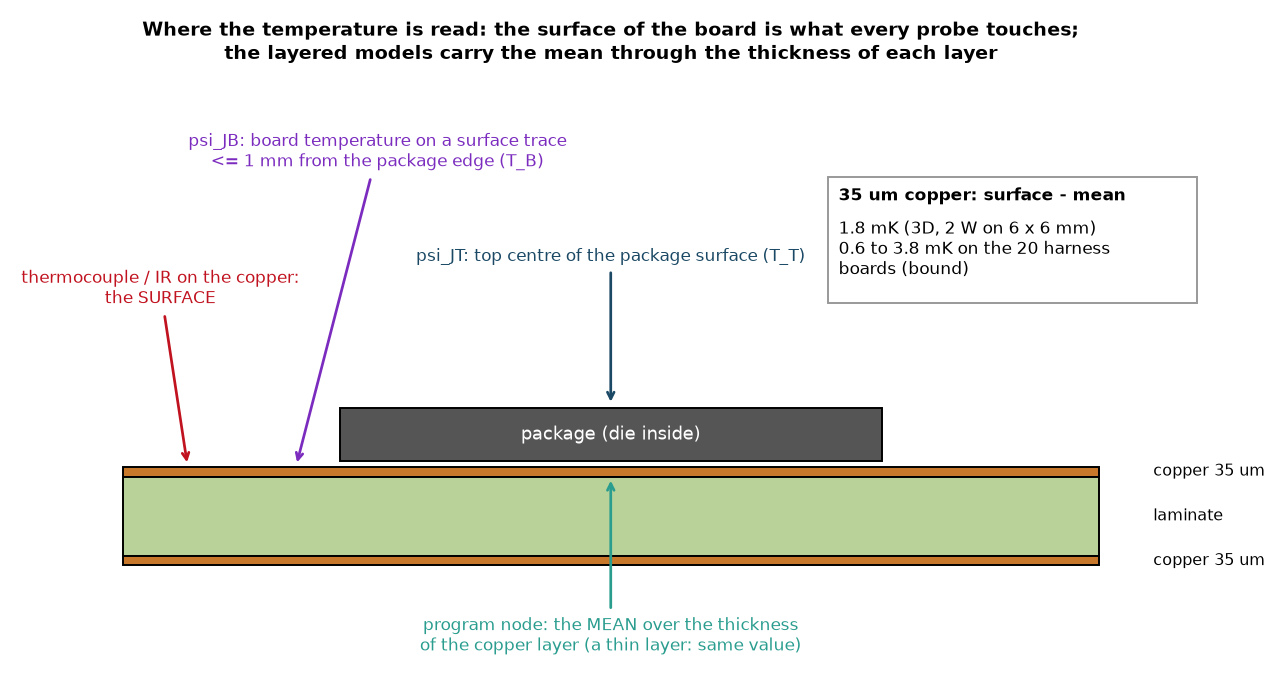 Where the temperature is read: the surface of the board is what every probe touches;
the layered models carry the mean through the thickness of each layer
psi_JB: board temperature on a surface trace
<= 1 mm from the package edge (T_B)
35 um copper: surface - mean
1.8 mK (3D, 2 W on 6 x 6 mm)
0.6 to 3.8 mK on the 20 harness
boards (bound)
psi_JT: top centre of the package surface (T_T)
thermocouple / IR on the copper:
the SURFACE
package (die inside)
copper 35 um
laminate
copper 35 um
program node: the MEAN over the thickness
of the copper layer (a thin layer: same value)